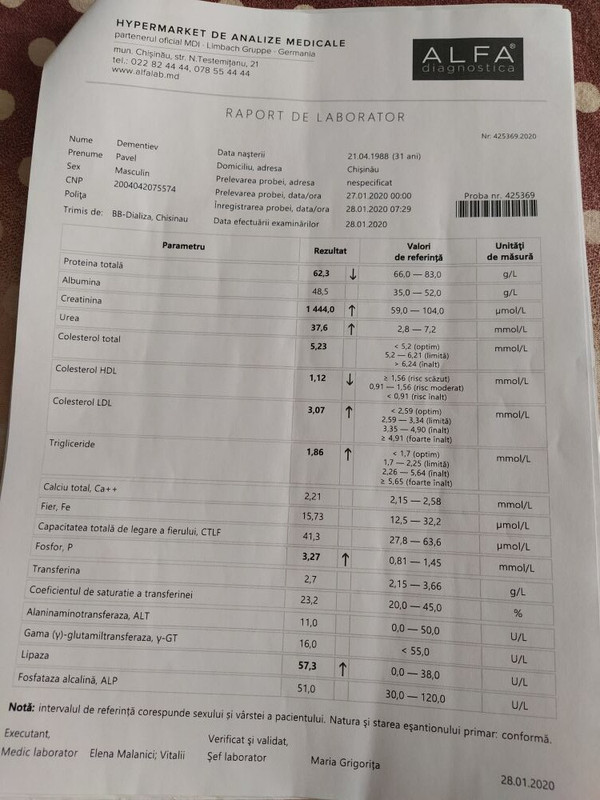 HYPERMARKET DE ANALIZE MEDICALE
partenerul oficial MDI · Limbach Gruppe · Germania
mun. Chișinău, str. N.Testemițanu, 21
tel.: 022 82 44 44, 078 55 44 44
www.alfalab.md
ALFA®
diagnostica
RAPORT DE LABORATOR
Nr: 425369.2020
Nume Dementiev
Prenume Pavel
Sex Masculin
CNP 2004042075574
Polița
Trimis de: BB-Dializa, Chisinau
Data nașterii 21.04.1988 (31 ani)
Domiciliu, adresa Chișinău
Prelevarea probei, adresa nespecificat
Prelevarea probei, data/ora 27.01.2020 00:00
Înregistrarea probei, data/ora 28.01.2020 07:29
Data efectuării examinărilor 28.01.2020
Proba nr. 425369
Parametru Rezultat Valori de referință Unități de măsură
Proteina totală 62,3 ↓ 66,0 — 83,0 g/L
Albumina 48,5 35,0 — 52,0 g/L
Creatinina 1 444,0 ↑ 59,0 — 104,0 µmol/L
Urea 37,6 ↑ 2,8 — 7,2 mmol/L
Colesterol total 5,23 < 5,2 (optim) mmol/L
5,2 — 6,21 (limită)
> 6,24 (înalt)
Colesterol HDL 1,12 ↓ ≥ 1,56 (risc scăzut) mmol/L
0,91 — 1,56 (risc moderat)
< 0,91 (risc înalt)
Colesterol LDL 3,07 ↑ < 2,59 (optim) mmol/L
2,59 — 3,34 (limită)
3,35 — 4,90 (înalt)
≥ 4,91 (foarte înalt)
Trigliceride 1,86 ↑ < 1,7 (optim) mmol/L
1,7 — 2,25 (limită)
2,26 — 5,64 (înalt)
≥ 5,65 (foarte înalt)
Calciu total, Ca++ 2,21 2,15 — 2,58 mmol/L
Fier, Fe 15,73 12,5 — 32,2 µmol/L
Capacitatea totală de legare a fierului, CTLF 41,3 27,8 — 63,6 µmol/L
Fosfor, P 3,27 ↑ 0,81 — 1,45 mmol/L
Transferina 2,7 2,15 — 3,66 g/L
Coeficientul de saturatie a transferinei 23,2 20,0 — 45,0 %
Alaninaminotransferaza, ALT 11,0 0,0 — 50,0 U/L
Gama (γ)-glutamiltransferaza, γ-GT 16,0 < 55,0 U/L
Lipaza 57,3 ↑ 0,0 — 38,0 U/L
Fosfataza alcalină, ALP 51,0 30,0 — 120,0 U/L
Notă: intervalul de referință corespunde sexului și vârstei a pacientului. Natura și starea eșantionului primar: conformă.
Executant,
Medic laborator Elena Malanici; Vitalii
Verificat și validat,
Șef laborator Maria Grigorița
28.01.2020